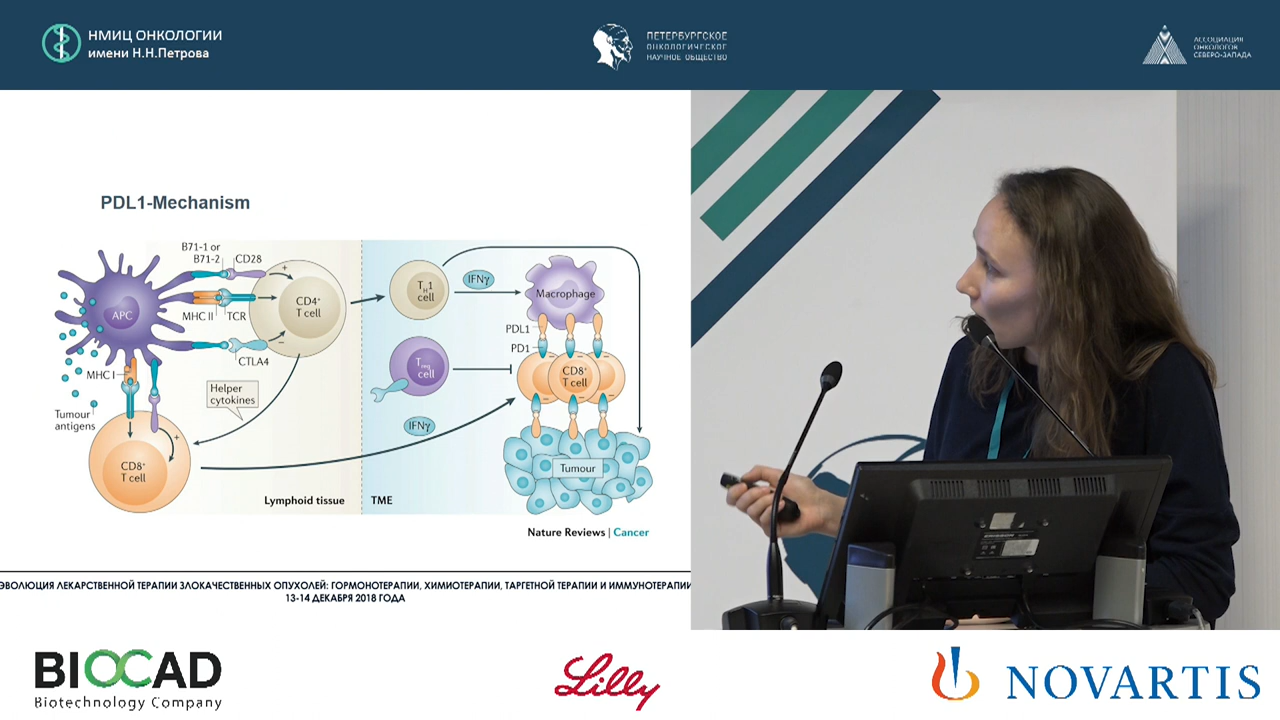 НМИЦ ОНКОЛОГИИ
имени Н.Н.Петрова
ПЕТЕРБУРГСКОЕ
ОНКОЛОГИЧЕСКОЕ
НАУЧНОЕ ОБЩЕСТВО
АССОЦИАЦИЯ
ОНКОЛОГОВ
СЕВЕРО-ЗАПАДА
PDL1-Mechanism
B71-1 or
B71-2
CD28
APC
MHC II
TCR
CD4+
T cell
CTLA4
MHC I
Helper
cytokines
Tumour
antigens
CD8+
T cell
Lymphoid tissue
TH1
cell
IFNγ
Macrophage
PDL1
PD1
Treg
cell
CD8+
T cell
IFNγ
Tumour
TME
Nature Reviews | Cancer
ЭВОЛЮЦИЯ ЛЕКАРСТВЕННОЙ ТЕРАПИИ ЗЛОКАЧЕСТВЕННЫХ ОПУХОЛЕЙ: ГОРМОНОТЕРАПИИ, ХИМИОТЕРАПИИ, ТАРГЕТНОЙ ТЕРАПИИ И ИММУНОТЕРАПИИ
13-14 ДЕКАБРЯ 2018 ГОДА
BIOCAD
Biotechnology Company
Lilly
NOVARTIS